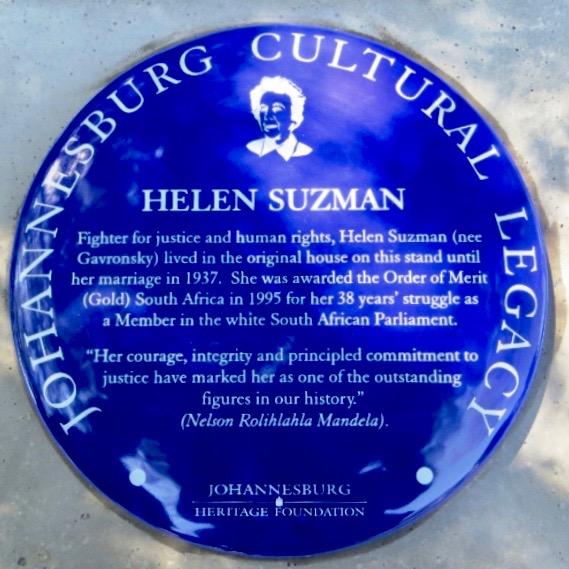 JOHANNESBURG CULTURAL LEGACY
HELEN SUZMAN
Fighter for justice and human rights, Helen Suzman (nee
Gavronsky) lived in the original house on this stand until
her marriage in 1937. She was awarded the Order of Merit
(Gold) South Africa in 1995 for her 38 years' struggle as
a Member in the white South African Parliament.
"Her courage, integrity and principled commitment to
justice have marked her as one of the outstanding
figures in our history."
(Nelson Rolihlahla Mandela).
JOHANNESBURG
HERITAGE FOUNDATION